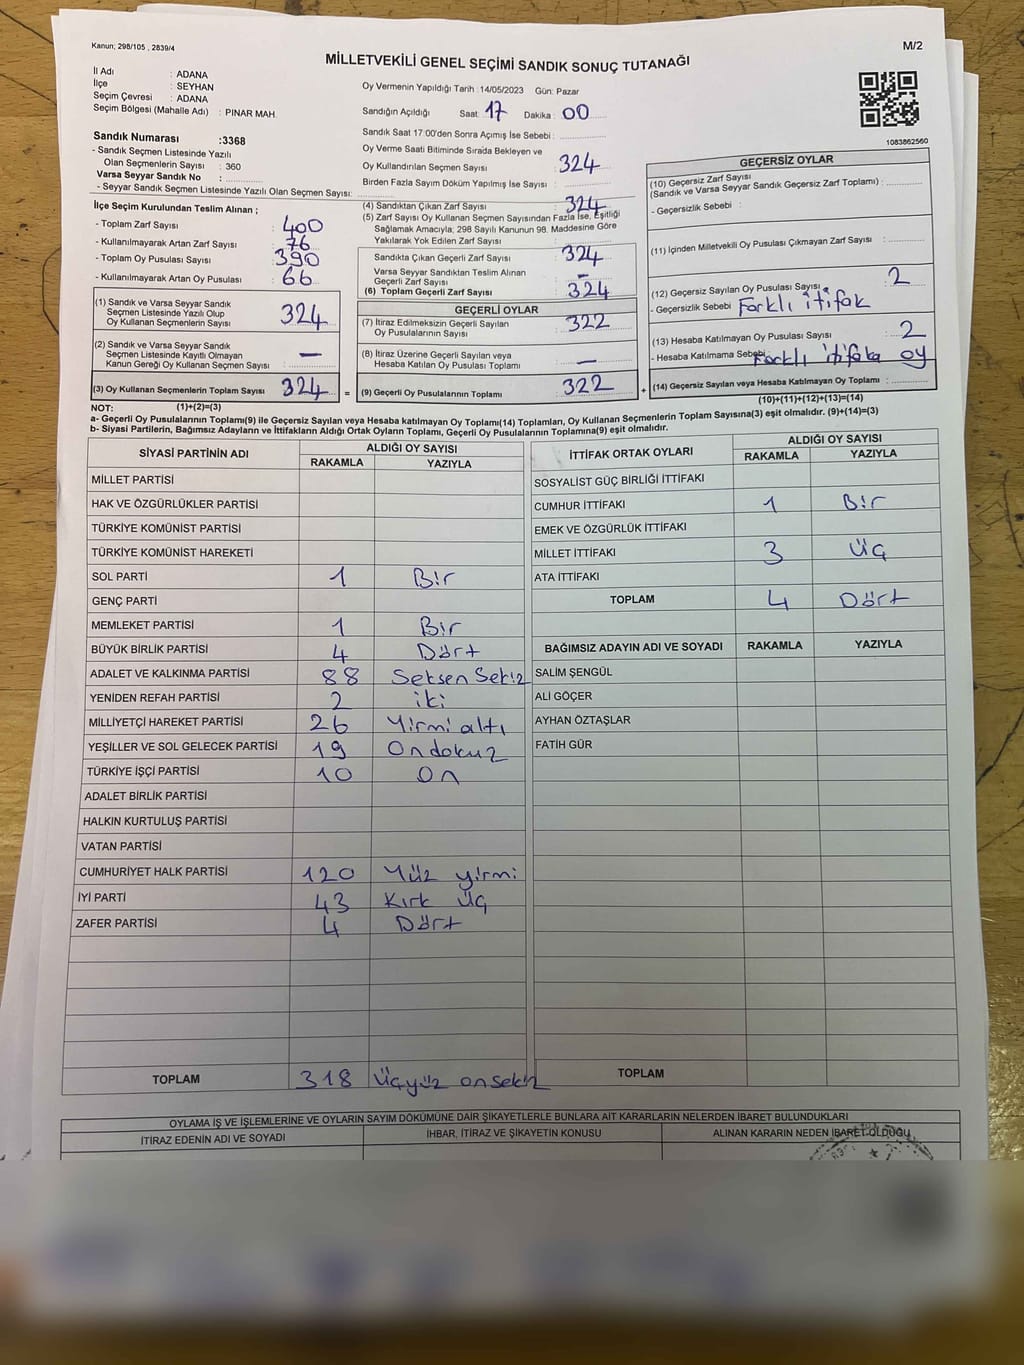 Kanun; 298/105 , 2839/4
M/2
MİLLETVEKİLİ GENEL SEÇİMİ SANDIK SONUÇ TUTANAĞI
İl Adı : ADANA
İlçe : SEYHAN
Seçim Çevresi : ADANA
Seçim Bölgesi (Mahalle Adı) : PINAR MAH.
Oy Vermenin Yapıldığı Tarih :14/05/2023 Gün: Pazar
Sandığın Açıldığı Saat: 17 Dakika : 00
Sandık Saat 17:00'den Sonra Açımış İse Sebebi :
Sandık Numarası :3368
- Sandık Seçmen Listesinde Yazılı
Olan Seçmenlerin Sayısı : 360
Varsa Seyyar Sandık No :
- Seyyar Sandık Seçmen Listesinde Yazılı Olan Seçmen Sayısı:
Oy Verme Saati Bitiminde Sırada Bekleyen ve
Oy Kullandırılan Seçmen Sayısı : 324
Birden Fazla Sayım Döküm Yapılmış İse Sayısı :
1083862560
İlçe Seçim Kurulundan Teslim Alınan ;
- Toplam Zarf Sayısı : 400
- Kullanılmayarak Artan Zarf Sayısı : 76
- Toplam Oy Pusulası Sayısı : 390
- Kullanılmayarak Artan Oy Pusulası : 66
(4) Sandıktan Çıkan Zarf Sayısı : 324
(5) Zarf Sayısı Oy Kullanan Seçmen Sayısından Fazla İse, Eşitliği
Sağlamak Amacıyla; 298 Sayılı Kanunun 98. Maddesine Göre
Yakılarak Yok Edilen Zarf Sayısı :
Sandıkta Çıkan Geçerli Zarf Sayısı : 324
Varsa Seyyar Sandıktan Teslim Alınan
Geçerli Zarf Sayısı : -
(6) Toplam Geçerli Zarf Sayısı : 324
GEÇERSİZ OYLAR
(10) Geçersiz Zarf Sayısı
(Sandık ve Varsa Seyyar Sandık Geçersiz Zarf Toplamı) :
- Geçersizlik Sebebi :
(11) İçinden Milletvekili Oy Pusulası Çıkmayan Zarf Sayısı :
(12) Geçersiz Sayılan Oy Pusulası Sayısı : 2
- Geçersizlik Sebebi : Farklı itifak
(13) Hesaba Katılmayan Oy Pusulası Sayısı : 2
- Hesaba Katılmama Sebebi Farklı itifaka oy
(14) Geçersiz Sayılan veya Hesaba Katılmayan Oy Toplamı :
(10)+(11)+(12)+(13)=(14)
(1) Sandık ve Varsa Seyyar Sandık
Seçmen Listesinde Yazılı Olup
Oy Kullanan Seçmenlerin Sayısı : 324
(2) Sandık ve Varsa Seyyar Sandık
Seçmen Listesinde Kayıtlı Olmayan
Kanun Gereği Oy Kullanan Seçmen Sayısı : -
(3) Oy Kullanan Seçmenlerin Toplam Sayısı : 324 =
(1)+(2)=(3)
GEÇERLİ OYLAR
(7) İtiraz Edilmeksizin Geçerli Sayılan
Oy Pusulalarının Sayısı : 322
(8) İtiraz Üzerine Geçerli Sayılan veya
Hesaba Katılan Oy Pusulası Toplamı : -
(9) Geçerli Oy Pusulalarının Toplamı : 322 +
NOT:
a- Geçerli Oy Pusulalarının Toplamı(9) ile Geçersiz Sayılan veya Hesaba katılmayan Oy Toplamı(14) Toplamları, Oy Kullanan Seçmenlerin Toplam Sayısına(3) eşit olmalıdır. (9)+(14)=(3)
b- Siyasi Partilerin, Bağımsız Adayların ve İttifakların Aldığı Ortak Oyların Toplamı, Geçerli Oy Pusulalarının Toplamına(9) eşit olmalıdır.
SİYASİ PARTİNİN ADI ALDIĞI OY SAYISI
RAKAMLA YAZIYLA
MİLLET PARTİSİ
HAK VE ÖZGÜRLÜKLER PARTİSİ
TÜRKİYE KOMÜNİST PARTİSİ
TÜRKİYE KOMÜNİST HAREKETİ
SOL PARTİ 1 Bir
GENÇ PARTİ
MEMLEKET PARTİSİ 1 Bir
BÜYÜK BİRLİK PARTİSİ 4 Dört
ADALET VE KALKINMA PARTİSİ 88 Seksen Sekiz
YENİDEN REFAH PARTİSİ 2 iki
MİLLİYETÇİ HAREKET PARTİSİ 26 Yirmi altı
YEŞİLLER VE SOL GELECEK PARTİSİ 19 Ondokuz
TÜRKİYE İŞÇİ PARTİSİ 10 On
ADALET BİRLİK PARTİSİ
HALKIN KURTULUŞ PARTİSİ
VATAN PARTİSİ
CUMHURİYET HALK PARTİSİ 120 Yüz yirmi
İYİ PARTİ 43 Kırk üç
ZAFER PARTİSİ 4 Dört
TOPLAM 318 Üçyüz onsekiz
İTTİFAK ORTAK OYLARI ALDIĞI OY SAYISI
RAKAMLA YAZIYLA
SOSYALIST GÜÇ BİRLİĞİ İTTİFAKI
CUMHUR İTTİFAKI 1 Bir
EMEK VE ÖZGÜRLÜK İTTİFAKI
MİLLET İTTİFAKI 3 Üç
ATA İTTİFAKI
TOPLAM 4 Dört
BAĞIMSIZ ADAYIN ADI VE SOYADI RAKAMLA YAZIYLA
SALİM ŞENGÜL
ALİ GÖÇER
AYHAN ÖZTAŞLAR
FATİH GÜR
TOPLAM
OYLAMA İŞ VE İŞLEMLERİNE VE OYLARIN SAYIM DÖKÜMÜNE DAİR ŞİKAYETLERLE BUNLARA AİT KARARLARIN NELERDEN İBARET BULUNDUKLARI
İTİRAZ EDENİN ADI VE SOYADI İHBAR, İTİRAZ VE ŞİKAYETİN KONUSU ALINAN KARARIN NEDEN İBARET OLDUĞU